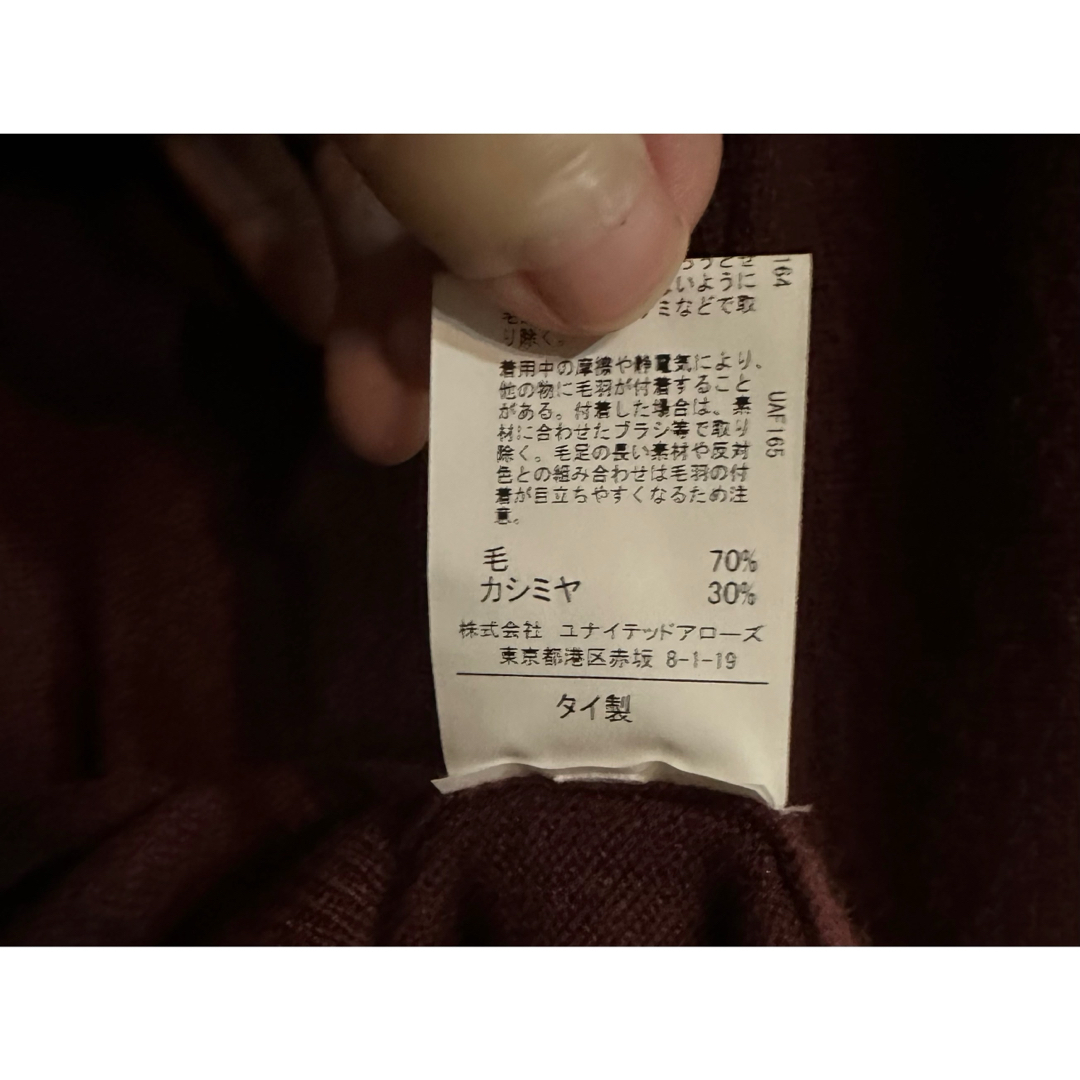 うとせ
いように
ミなどで取
り除く。
着用中の摩擦や静電気により、
他の物に毛羽が付着すること
がある。付着した場合は、素
材に合わせたブラシ等で取り
除く。毛足の長い素材や反対
色との組み合わせは毛羽の付
着が目立ちやすくなるため注
意。
164
UAF165
毛 70%
カシミヤ 30%
株式会社 ユナイテッドアローズ
東京都港区赤坂 8-1-19
タイ製